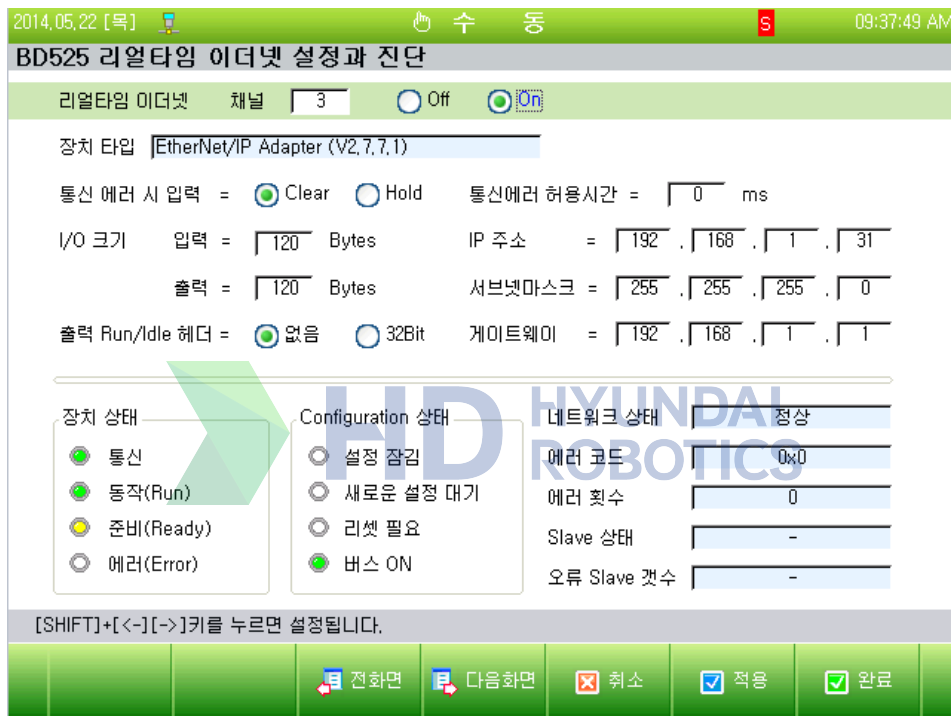 2014,05,22 [목] 수 동 S 09:37:49 AM
BD525 리얼타임 이더넷 설정과 진단
리얼타임 이더넷 채널 3 Off On
장치 타입 EtherNet/IP Adapter (V2,7,7,1)
통신 에러 시 입력 = Clear Hold 통신에러 허용시간 = 0 ms
I/O 크기 입력 = 120 Bytes IP 주소 = 192 . 168 . 1 . 31
출력 = 120 Bytes 서브넷마스크 = 255 . 255 . 255 . 0
출력 Run/Idle 헤더 = 없음 32Bit 게이트웨이 = 192 . 168 . 1 . 1
HD HYUNDAI ROBOTICS
장치 상태 Configuration 상태 네트워크 상태 정상
통신 설정 잠김 에러 코드 0x0
동작(Run) 새로운 설정 대기 에러 횟수 0
준비(Ready) 리셋 필요 Slave 상태 -
에러(Error) 버스 ON 오류 Slave 갯수 -
[SHIFT]+[<-][->]키를 누르면 설정됩니다.
전화면 다음화면 취소 적용 완료